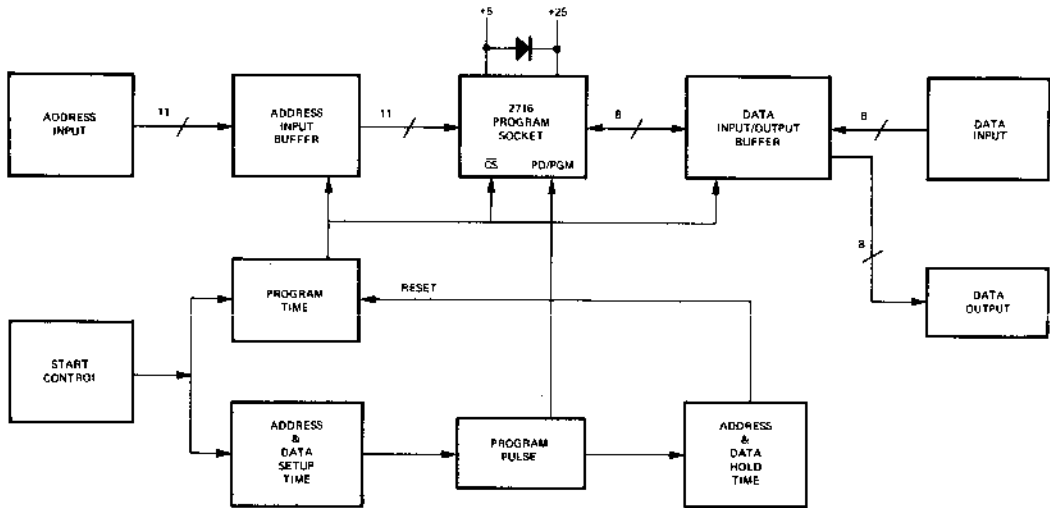 +5
+25
ADDRESS
INPUT
11
ADDRESS
INPUT
BUFFER
11
2716
PROGRAM
SOCKET
CS
PD/PGM
8
DATA
INPUT/OUTPUT
BUFFER
8
DATA
INPUT
8
PROGRAM
TIME
RESET
DATA
OUTPUT
START
CONTROL
ADDRESS
&
DATA
SETUP
TIME
PROGRAM
PULSE
ADDRESS
&
DATA
HOLD
TIME